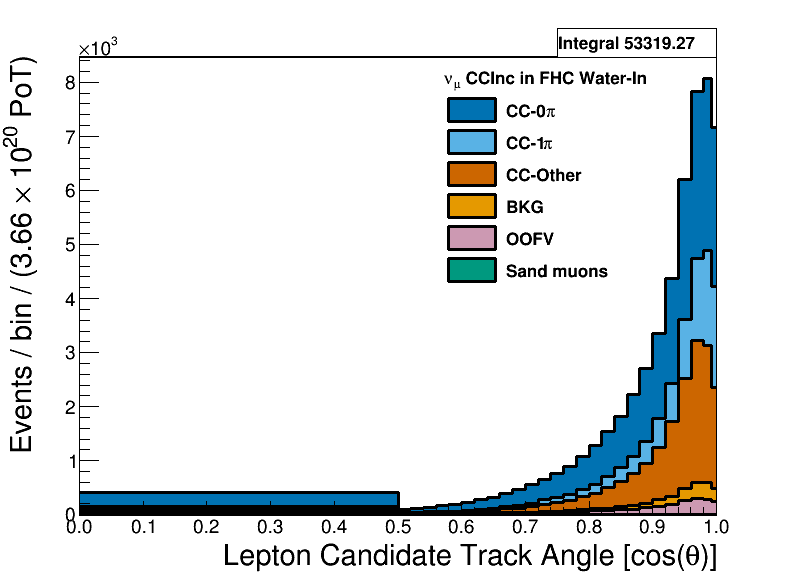 ×10³
Integral 53319.27
ν_μ CCInc in FHC Water-In
CC-0π
CC-1π
CC-Other
BKG
OOFV
Sand muons
Events / bin / (3.66 × 10²⁰ PoT)
8
7
6
5
4
3
2
1
0
0.0 0.1 0.2 0.3 0.4 0.5 0.6 0.7 0.8 0.9 1.0
Lepton Candidate Track Angle [cos(θ)]